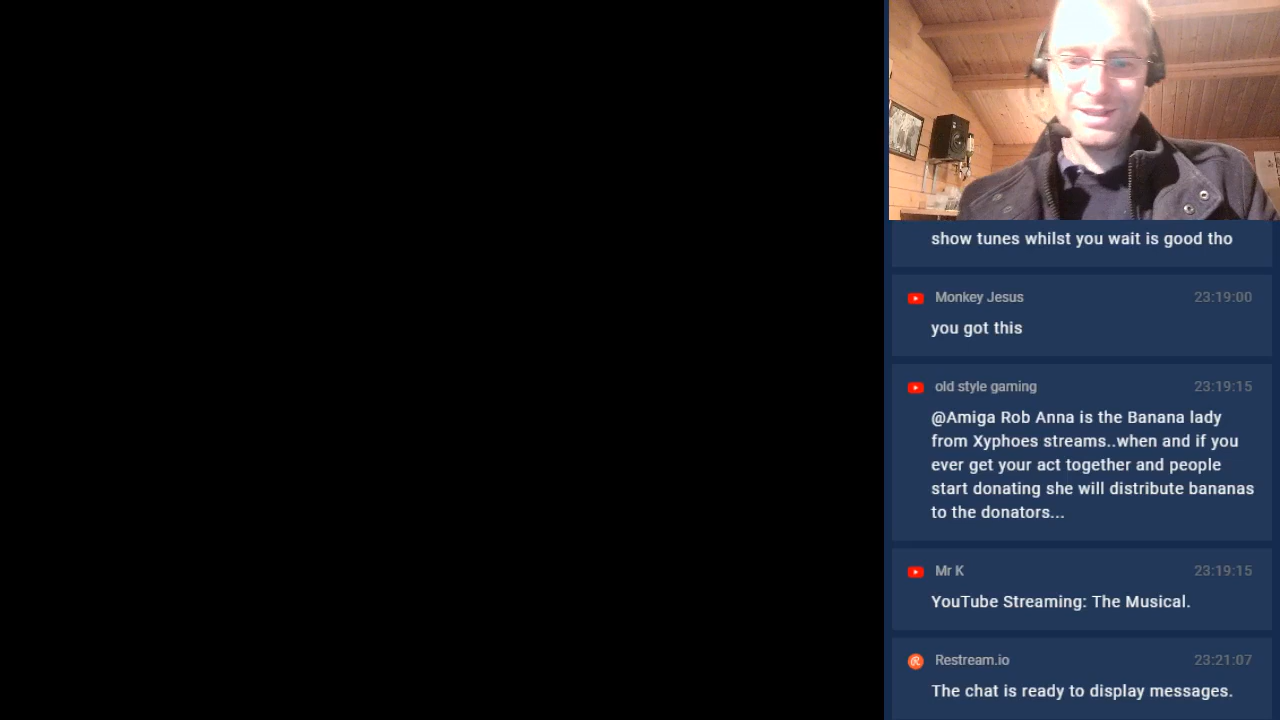 show tunes whilst you wait is good tho
Monkey Jesus 23:19:00
you got this
old style gaming 23:19:15
@Amiga Rob Anna is the Banana lady
from Xyphoes streams..when and if you
ever get your act together and people
start donating she will distribute bananas
to the donators...
Mr K 23:19:15
YouTube Streaming: The Musical.
Restream.io 23:21:07
The chat is ready to display messages.